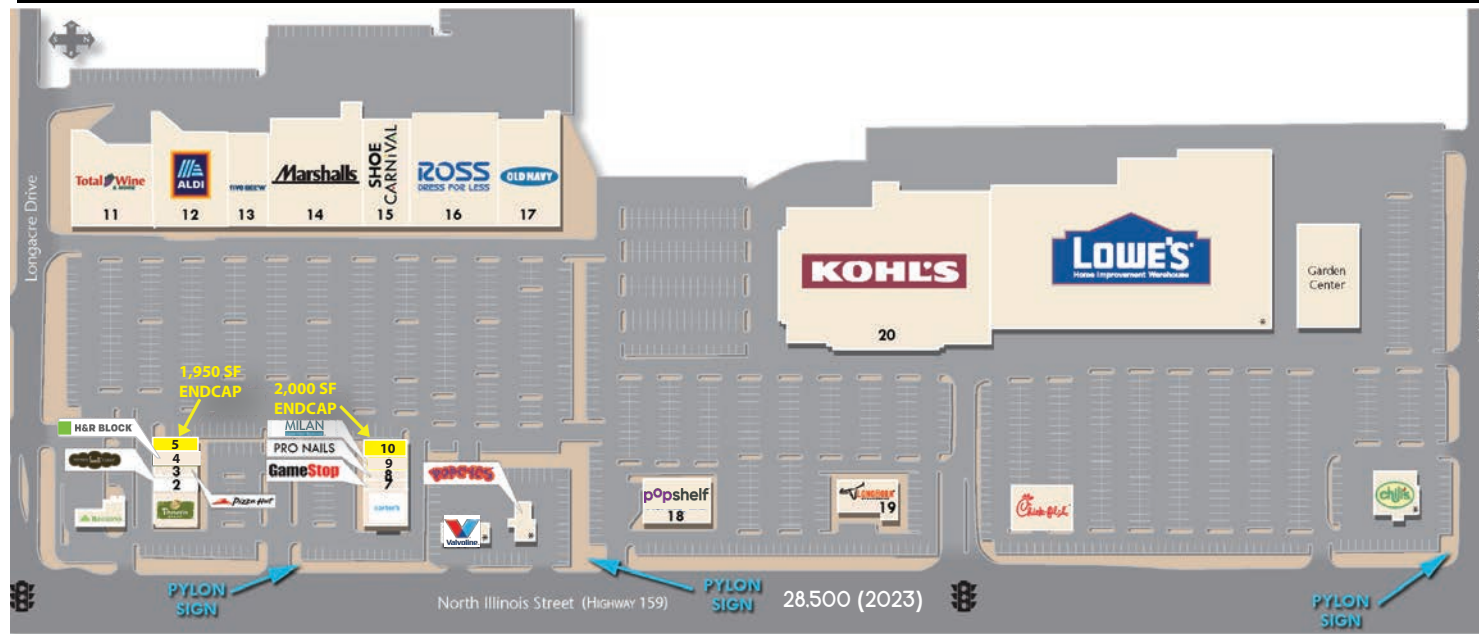 S N
Longacre Drive
Total Wine
& MORE
11
ALDI
12
FIVE BEL°W
13
Marshalls
14
SHOE
CARNIVAL
15
ROSS
DRESS FOR LESS
16
OLD NAVY
17
KOHL'S
20
LOWE'S
Home Improvement Warehouse
Garden
Center
1,950 SF
ENDCAP
2,000 SF
ENDCAP
H&R BLOCK
5
4
3
2
Pizza Hut
Panera
MILAN
PRO NAILS
GameStop
10
9
8
7
carter's
POPEYES
Valvoline
popshelf
18
LONGHORN
19
Chick-fil-A
chili's
PYLON
SIGN
North Illinois Street (HIGHWAY 159)
PYLON
SIGN
28.500 (2023)
PYLON
SIGN